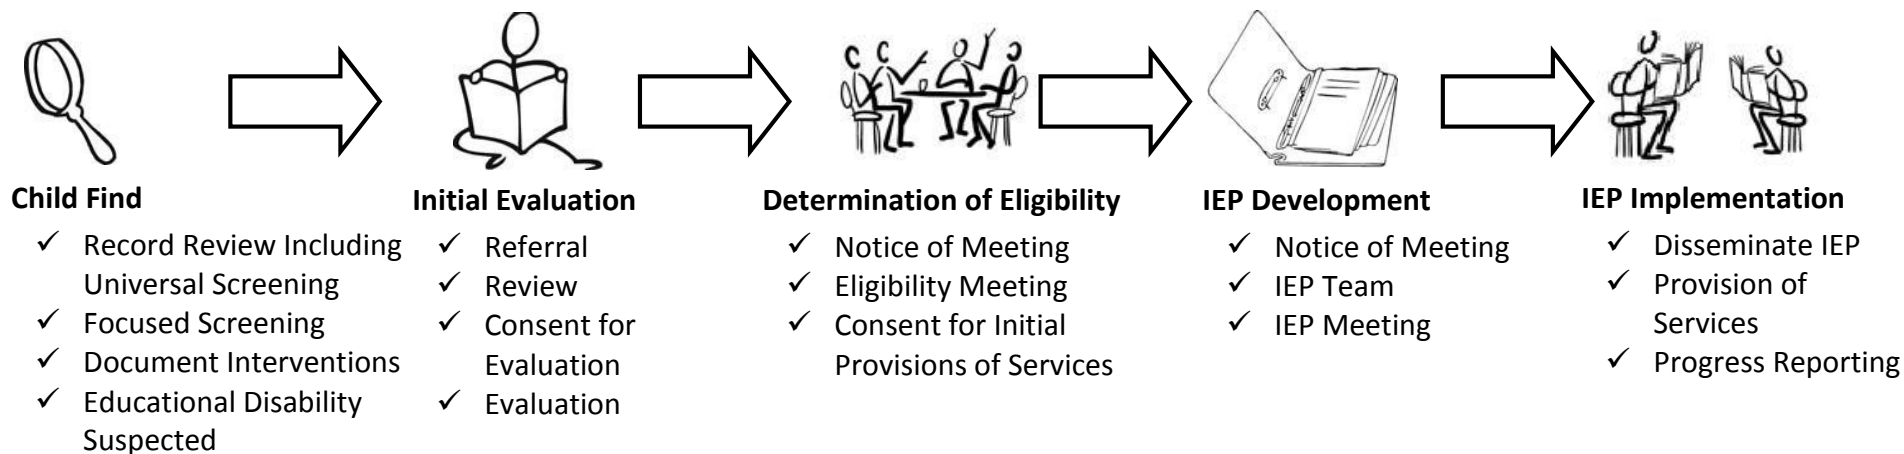 Child Find
✓ Record Review Including
Universal Screening
✓ Focused Screening
✓ Document Interventions
✓ Educational Disability
Suspected
Initial Evaluation
✓ Referral
✓ Review
✓ Consent for
Evaluation
✓ Evaluation
Determination of Eligibility
✓ Notice of Meeting
✓ Eligibility Meeting
✓ Consent for Initial
Provisions of Services
IEP Development
✓ Notice of Meeting
✓ IEP Team
✓ IEP Meeting
IEP Implementation
✓ Disseminate IEP
✓ Provision of
Services
✓ Progress Reporting